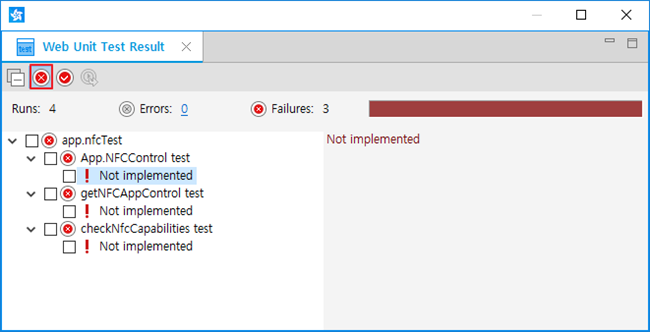 Test Web Unit Test Result
Runs: 4 Errors: 0 Failures: 3
app.nfcTest
App.NFCControl test
Not implemented
getNFCAppControl test
Not implemented
checkNfcCapabilities test
Not implemented
Not implemented